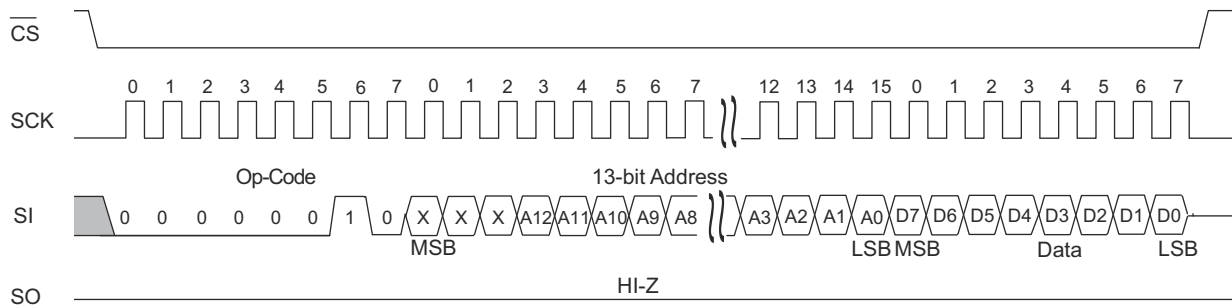 CS
0 1 2 3 4 5 6 7 0 1 2 3 4 5 6 7 12 13 14 15 0 1 2 3 4 5 6 7
SCK
Op-Code 13-bit Address
SI 0 0 0 0 0 0 1 0 X X X A12 A11 A10 A9 A8 A3 A2 A1 A0 D7 D6 D5 D4 D3 D2 D1 D0
MSB LSB MSB Data LSB
HI-Z
SO